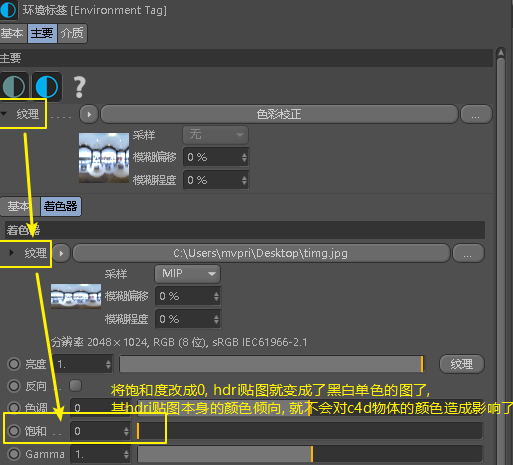 环境标签 [Environment Tag]
基本 主要 介质
主要
?
纹理 . . . . 色彩校正 ...
采样 无
模糊偏移 0 %
模糊程度 0 %
基本 着色器
着色器
纹理 C:\Users\mvpri\Desktop\timg.jpg ...
采样 MIP
模糊偏移 0 %
模糊程度 0 %
分辨率 2048 × 1024, RGB (8 位), sRGB IEC61966-2.1
亮度 1. 纹理
反向 . .
将饱和度改成0, hdri贴图就变成了黑白单色的图了,
色调 0
其hdri贴图本身的颜色倾向, 就不会对c4d物体的颜色造成影响了
饱和 . . 0
Gamma 1.